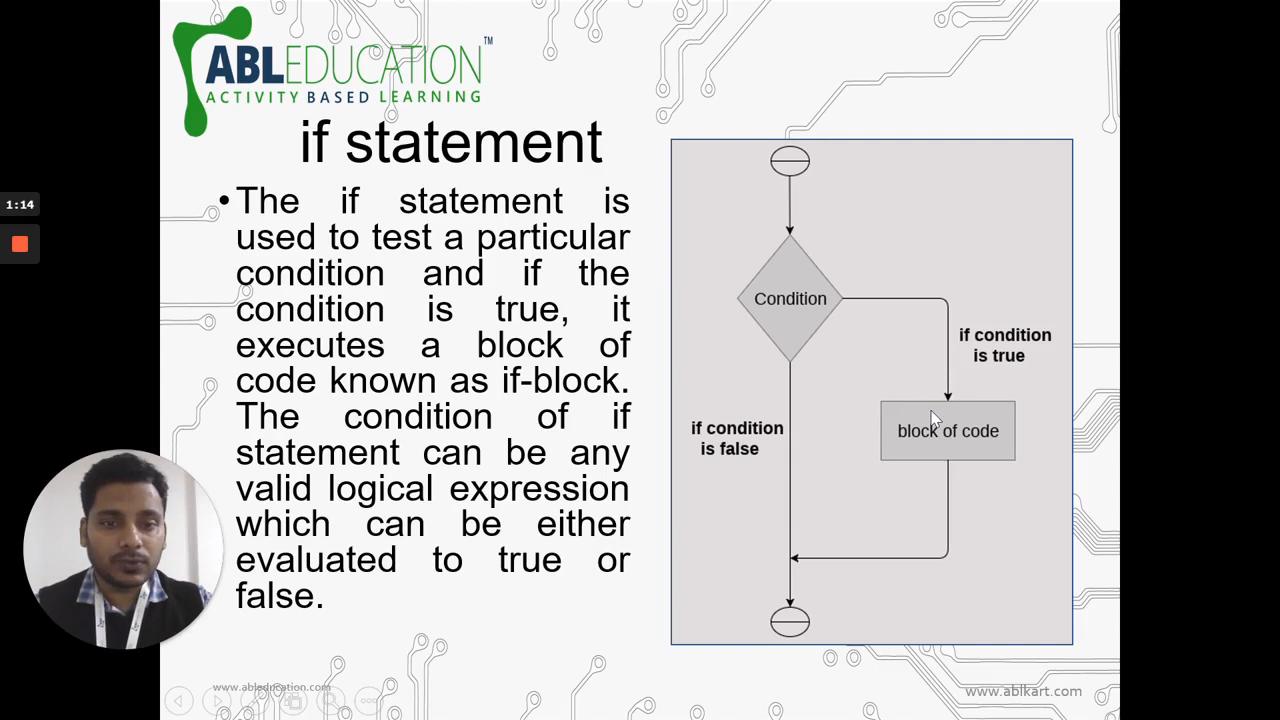 ABLEDUCATION™
ACTIVITY BASED LEARNING
if statement
1:14
• The if statement is
used to test a particular
condition and if the
condition is true, it
executes a block of
code known as if-block.
The condition of if
statement can be any
valid logical expression
which can be either
evaluated to true or
false.
Condition
if condition
is true
if condition
is false
block of code
www.abledication.com
www.ablkart.com